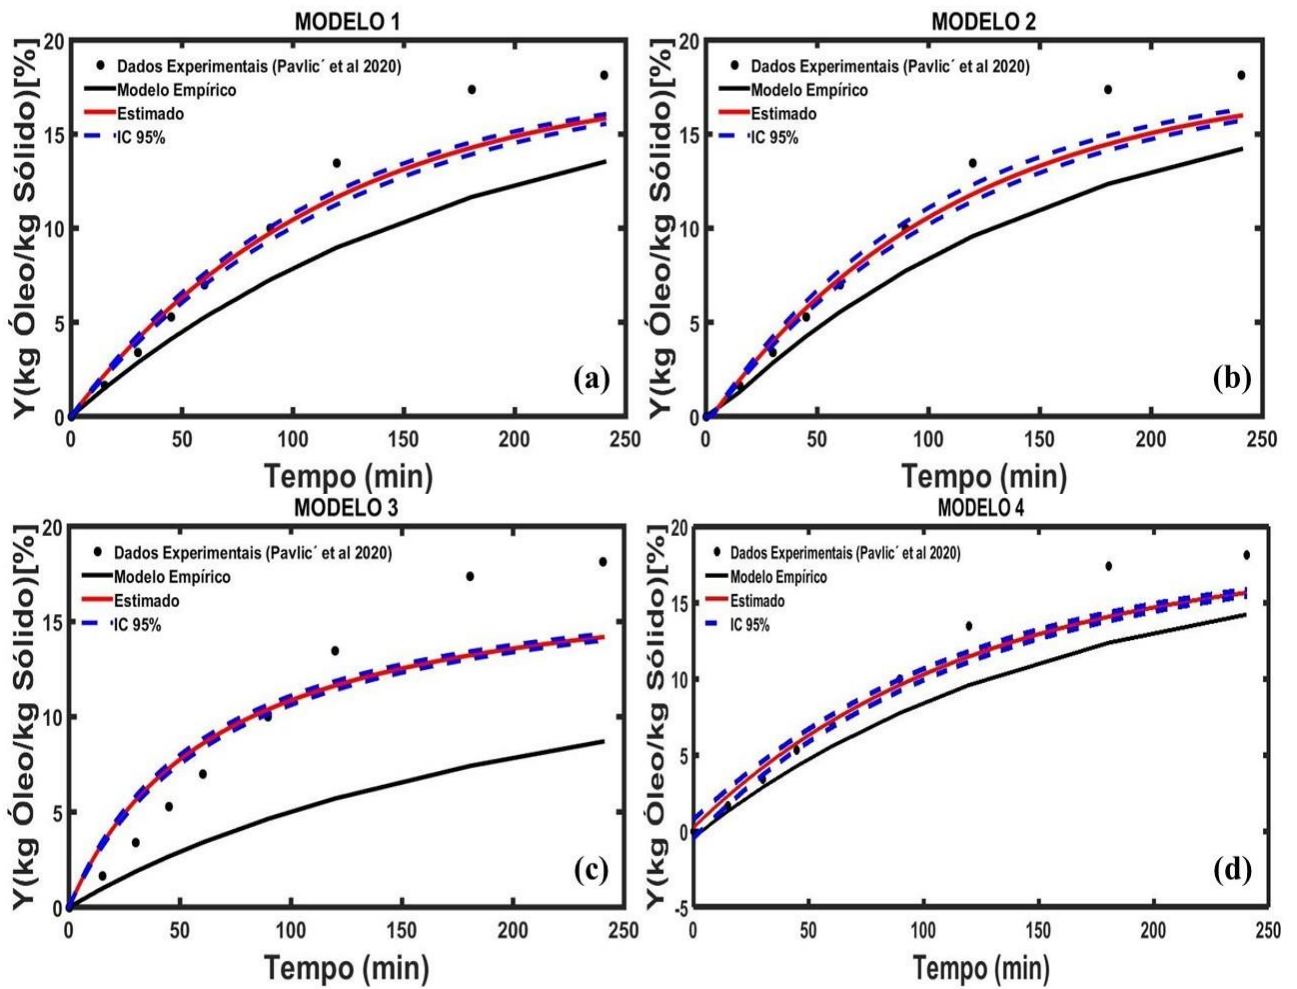 MODELO 1
Y(kg Óleo/kg Sólido)[%]
20
15
10
5
0
Dados Experimentais (Pavlic´ et al 2020)
Modelo Empírico
Estimado
IC 95%
(a)
0 50 100 150 200 250
Tempo (min)
MODELO 2
Y(kg Óleo/kg Sólido)[%]
20
15
10
5
0
Dados Experimentais (Pavlic´ et al 2020)
Modelo Empírico
Estimado
IC 95%
(b)
0 50 100 150 200 250
Tempo (min)
MODELO 3
Y(kg Óleo/kg Sólido)[%]
20
15
10
5
0
Dados Experimentais (Pavlic´ et al 2020)
Modelo Empírico
Estimado
IC 95%
(c)
0 50 100 150 200 250
Tempo (min)
MODELO 4
Y(kg Óleo/kg Sólido)[%]
20
15
10
5
0
-5
Dados Experimentais (Pavlic´ et al 2020)
Modelo Empírico
Estimado
IC 95%
(d)
0 50 100 150 200 250
Tempo (min)